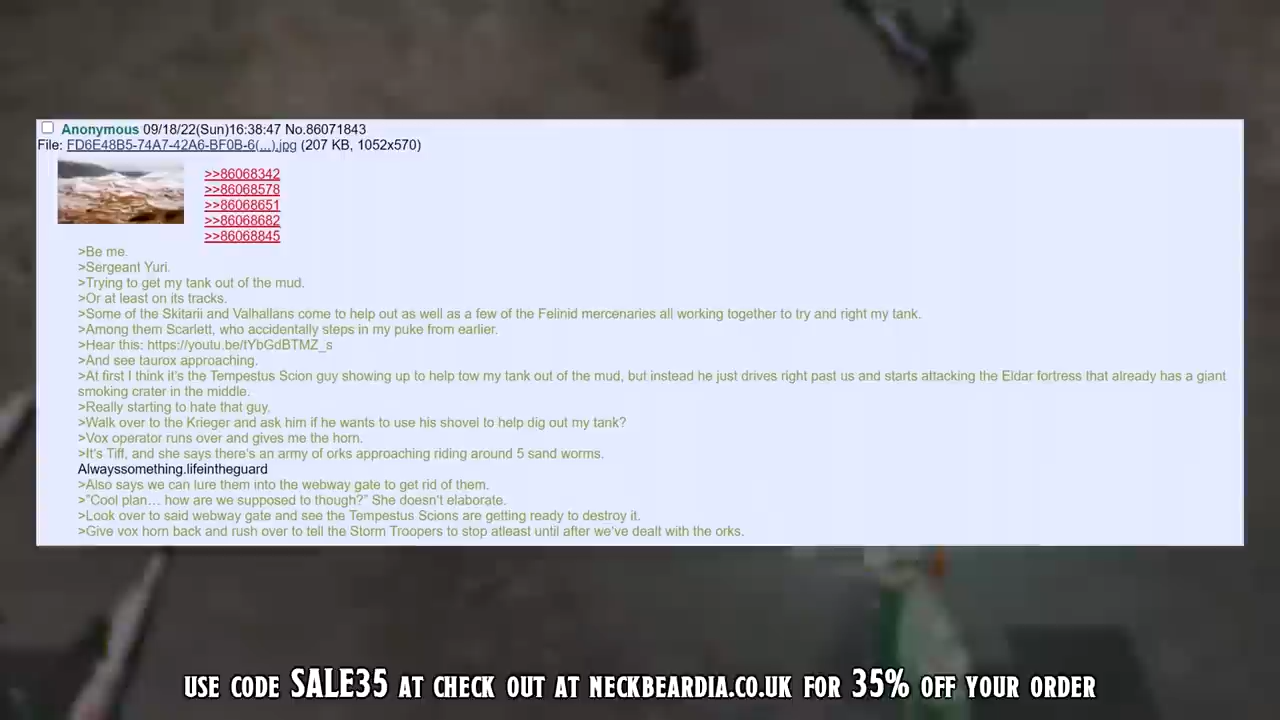 Anonymous 09/18/22(Sun)16:38:47 No.86071843
File: FD6E48B5-74A7-42A6-BF0B-6(...).jpg (207 KB, 1052x570)
>>86068342
>>86068578
>>86068651
>>86068682
>>86068845
>Be me.
>Sergeant Yuri.
>Trying to get my tank out of the mud.
>Or at least on its tracks.
>Some of the Skitarii and Valhallans come to help out as well as a few of the Felinid mercenaries all working together to try and right my tank.
>Among them Scarlett, who accidentally steps in my puke from earlier.
>Hear this: https://youtu.be/tYbGdBTMZ_s
>And see taurox approaching.
>At first I think it's the Tempestus Scion guy showing up to help tow my tank out of the mud, but instead he just drives right past us and starts attacking the Eldar fortress that already has a giant
smoking crater in the middle.
>Really starting to hate that guy.
>Walk over to the Krieger and ask him if he wants to use his shovel to help dig out my tank?
>Vox operator runs over and gives me the horn.
>It's Tiff, and she says there's an army of orks approaching riding around 5 sand worms.
Alwayssomething.lifeintheguard
>Also says we can lure them into the webway gate to get rid of them.
>"Cool plan… how are we supposed to though?" She doesn't elaborate.
>Look over to said webway gate and see the Tempestus Scions are getting ready to destroy it.
>Give vox horn back and rush over to tell the Storm Troopers to stop atleast until after we've dealt with the orks.
USE CODE SALE35 AT CHECK OUT AT NECKBEARDIA.CO.UK FOR 35% OFF YOUR ORDER